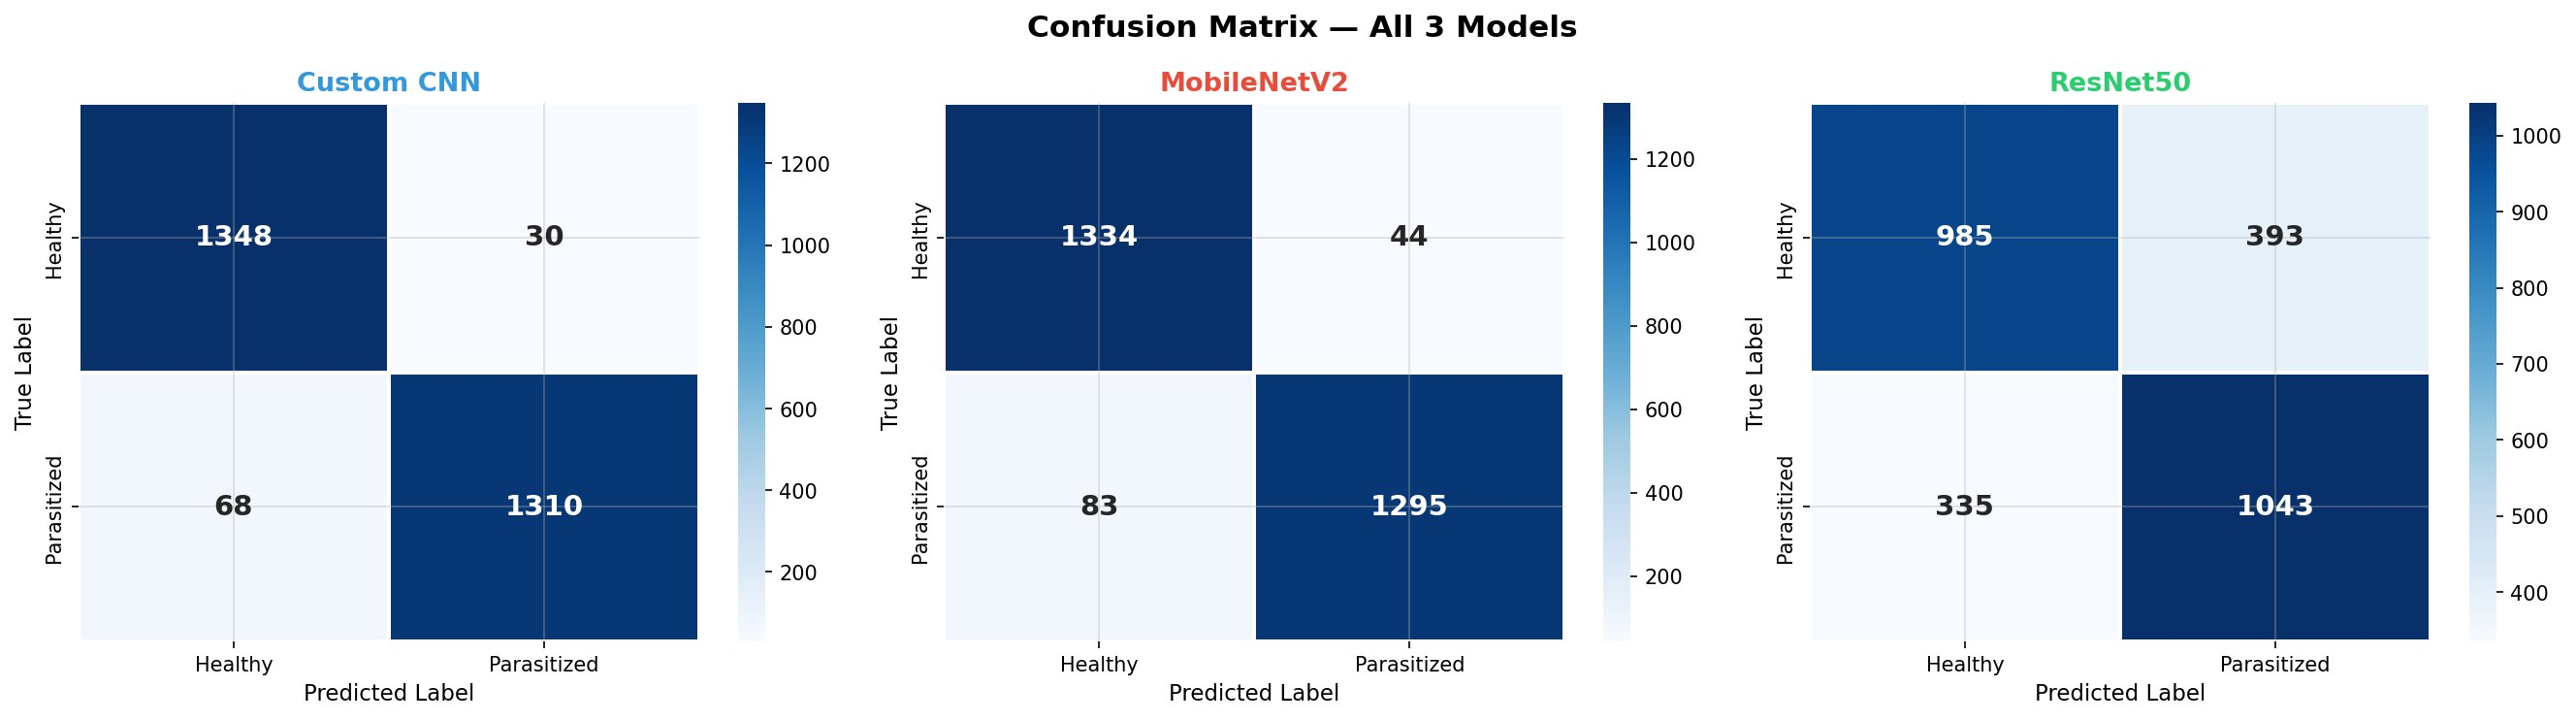 Confusion Matrix — All 3 Models
Custom CNN
True Label
Healthy
Parasitized
1348
30
68
1310
Healthy
Parasitized
Predicted Label
1200
1000
800
600
400
200
MobileNetV2
True Label
Healthy
Parasitized
1334
44
83
1295
Healthy
Parasitized
Predicted Label
1200
1000
800
600
400
200
ResNet50
True Label
Healthy
Parasitized
985
393
335
1043
Healthy
Parasitized
Predicted Label
1000
900
800
700
600
500
400